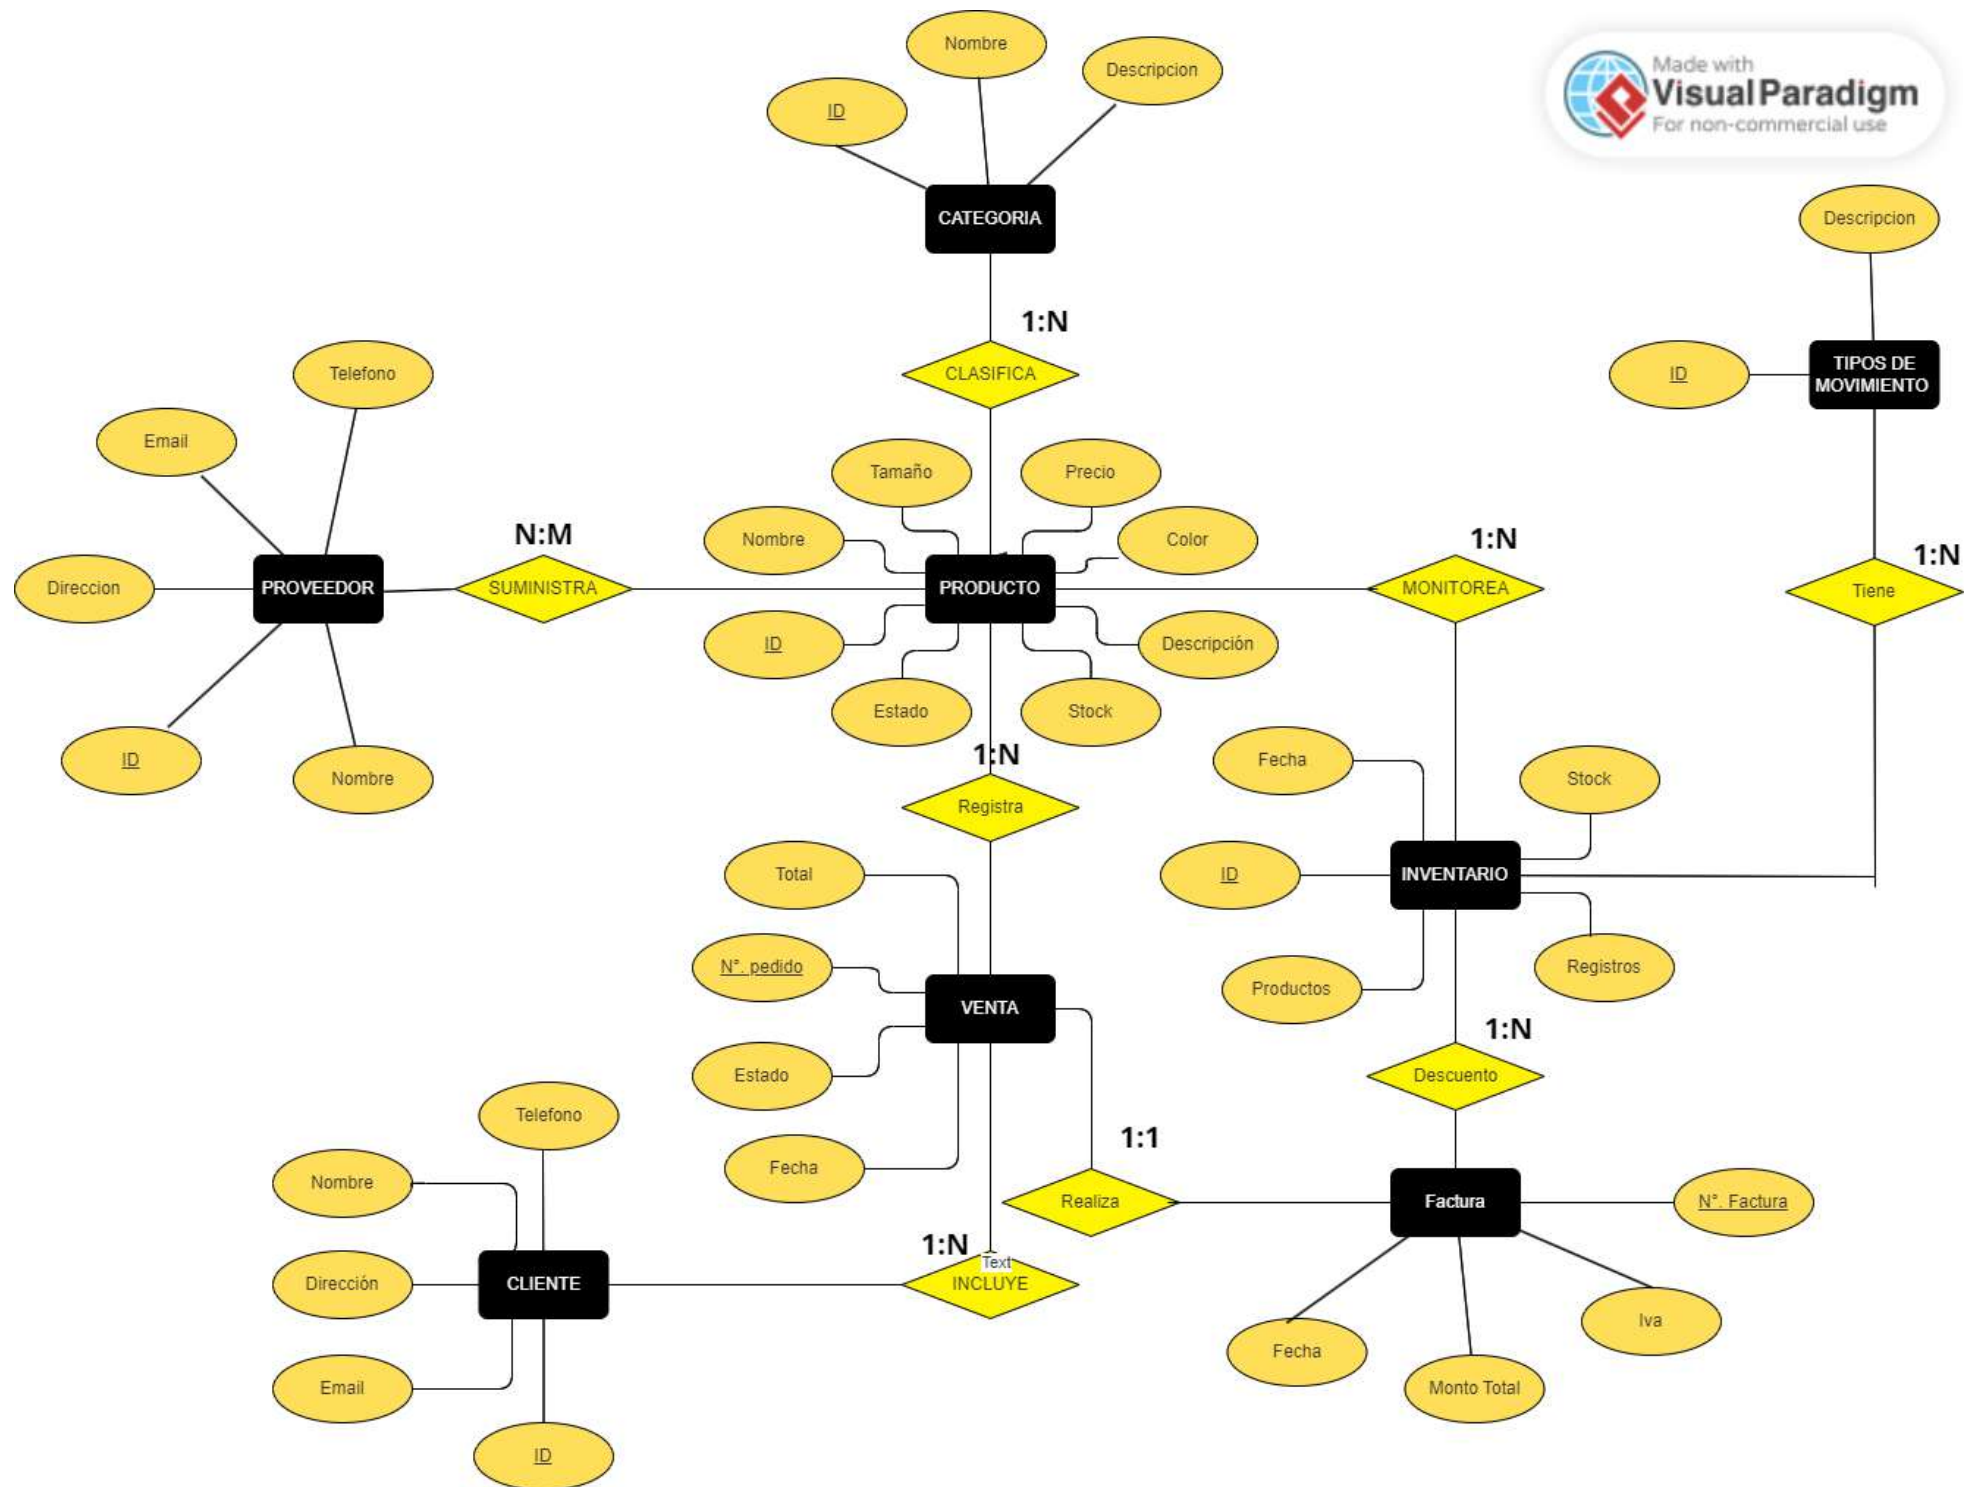 Nombre
Descripcion
ID
Made with
Visual Paradigm
For non-commercial use
CATEGORIA
Descripcion
1:N
CLASIFICA
TIPOS DE
MOVIMIENTO
ID
Telefono
Email
Tamaño
Precio
Nombre
Color
N:M
1:N
1:N
Direccion
PROVEEDOR
SUMINISTRA
PRODUCTO
MONITOREA
Tiene
ID
Descripción
Estado
Stock
ID
Nombre
1:N
Registra
Fecha
Stock
Total
ID
INVENTARIO
N°. pedido
Productos
Registros
VENTA
1:N
Estado
Descuento
Telefono
1:1
Fecha
Nombre
Realiza
Factura
N°. Factura
1:N
Text
INCLUYE
Dirección
CLIENTE
Iva
Fecha
Email
Monto Total
ID